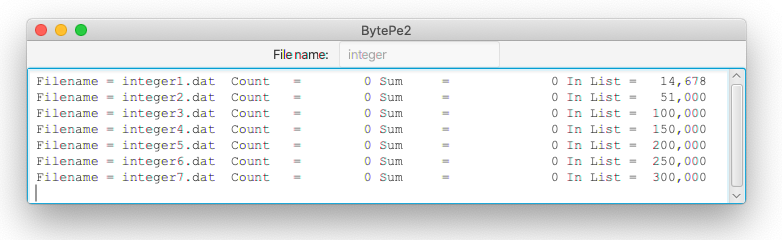 BytePe2
Filename: integer
Filename = integer1.dat  Count   =        0 Sum     =             0 In List =   14,678
Filename = integer2.dat  Count   =        0 Sum     =             0 In List =   51,000
Filename = integer3.dat  Count   =        0 Sum     =             0 In List =  100,000
Filename = integer4.dat  Count   =        0 Sum     =             0 In List =  150,000
Filename = integer5.dat  Count   =        0 Sum     =             0 In List =  200,000
Filename = integer6.dat  Count   =        0 Sum     =             0 In List =  250,000
Filename = integer7.dat  Count   =        0 Sum     =             0 In List =  300,000